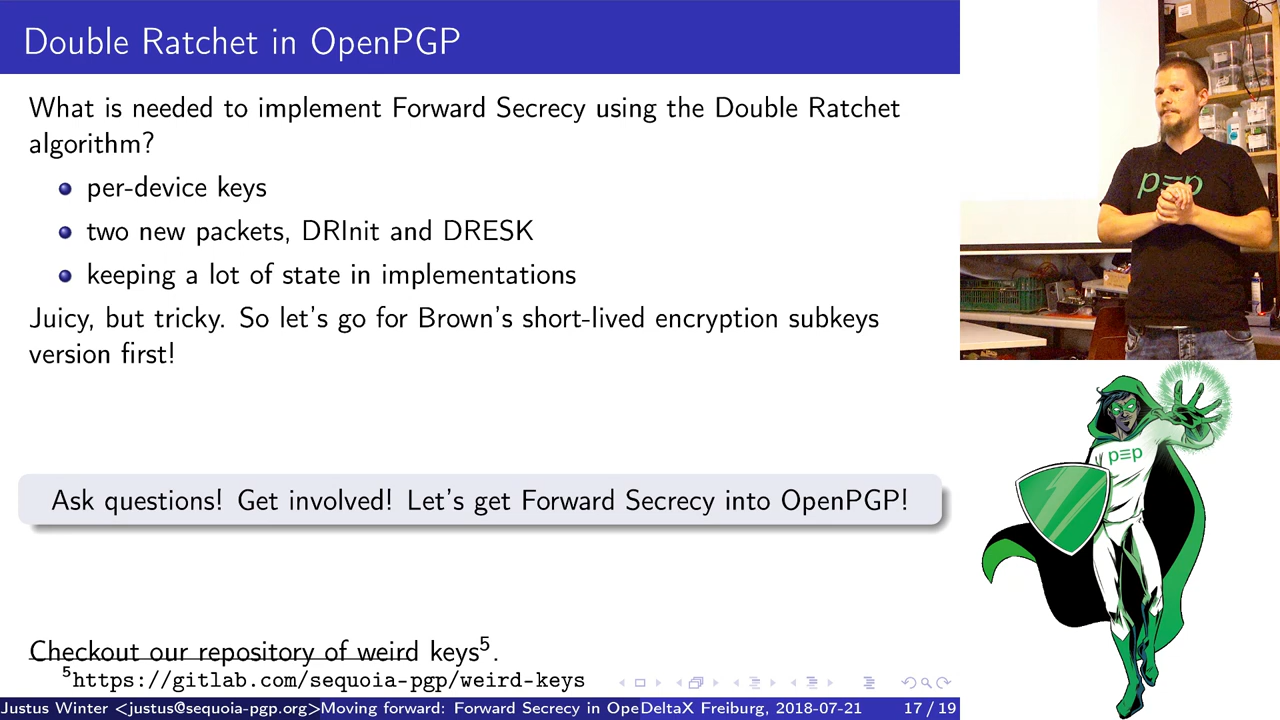 Double Ratchet in OpenPGP
What is needed to implement Forward Secrecy using the Double Ratchet
algorithm?
per-device keys
two new packets, DRInit and DRESK
keeping a lot of state in implementations
Juicy, but tricky. So let's go for Brown's short-lived encryption subkeys
version first!
Ask questions! Get involved! Let's get Forward Secrecy into OpenPGP!
Checkout our repository of weird keys5.
5https://gitlab.com/sequoia-pgp/weird-keys
Justus Winter <justus@sequoia-pgp.org> Moving forward: Forward Secrecy in Ope DeltaX Freiburg, 2018-07-21 17 / 19
p≡p
p≡p